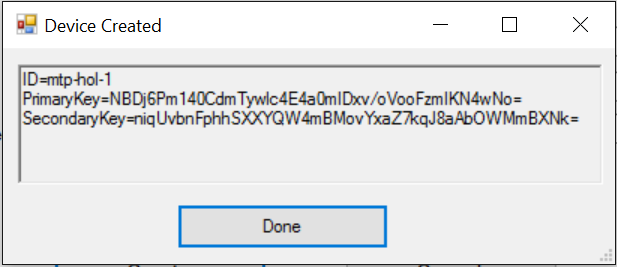 Device Created
ID=mtp-hol-1
PrimaryKey=NBDj6Pm140CdmTywlc4E4a0mIDxv/oVooFzmIKN4wNo=
SecondaryKey=niqUvbnFphhSXXYQW4mBMovYxaZ7kqJ8aAbOWMmBXNk=
Done